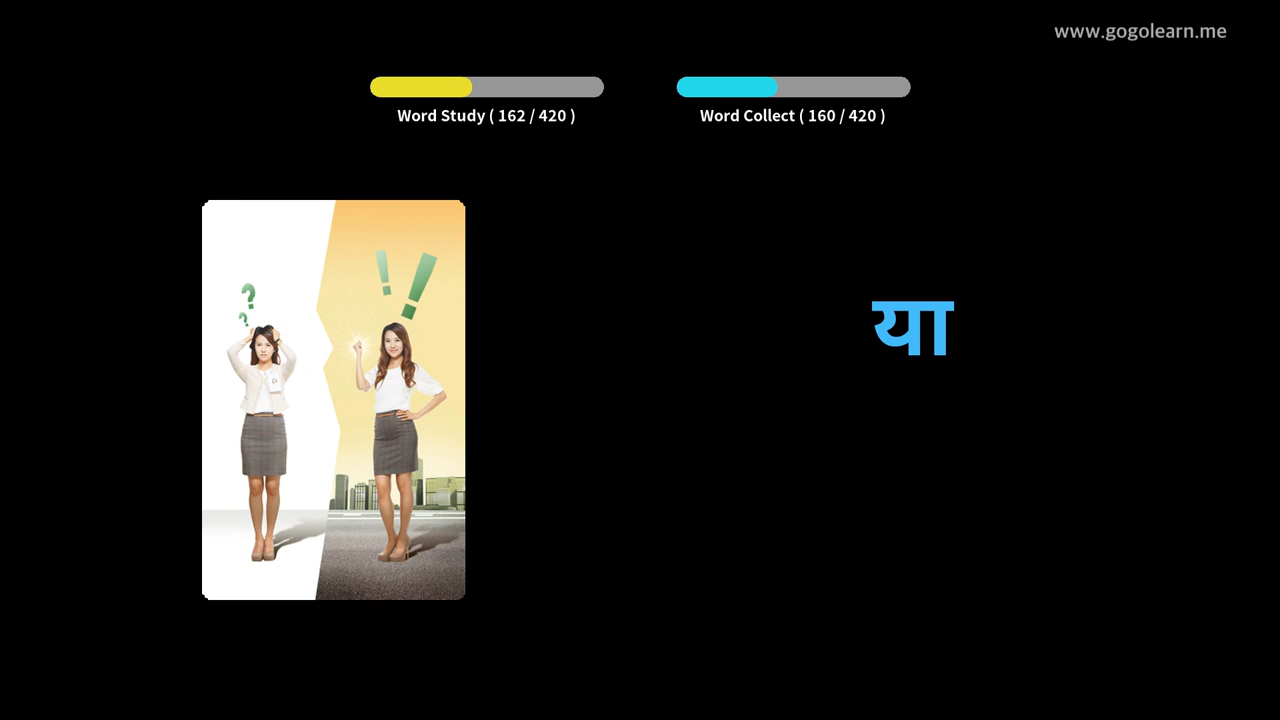 www.gogolearn.me
Word Study ( 162 / 420 )
Word Collect ( 160 / 420 )
? ?
! !
या